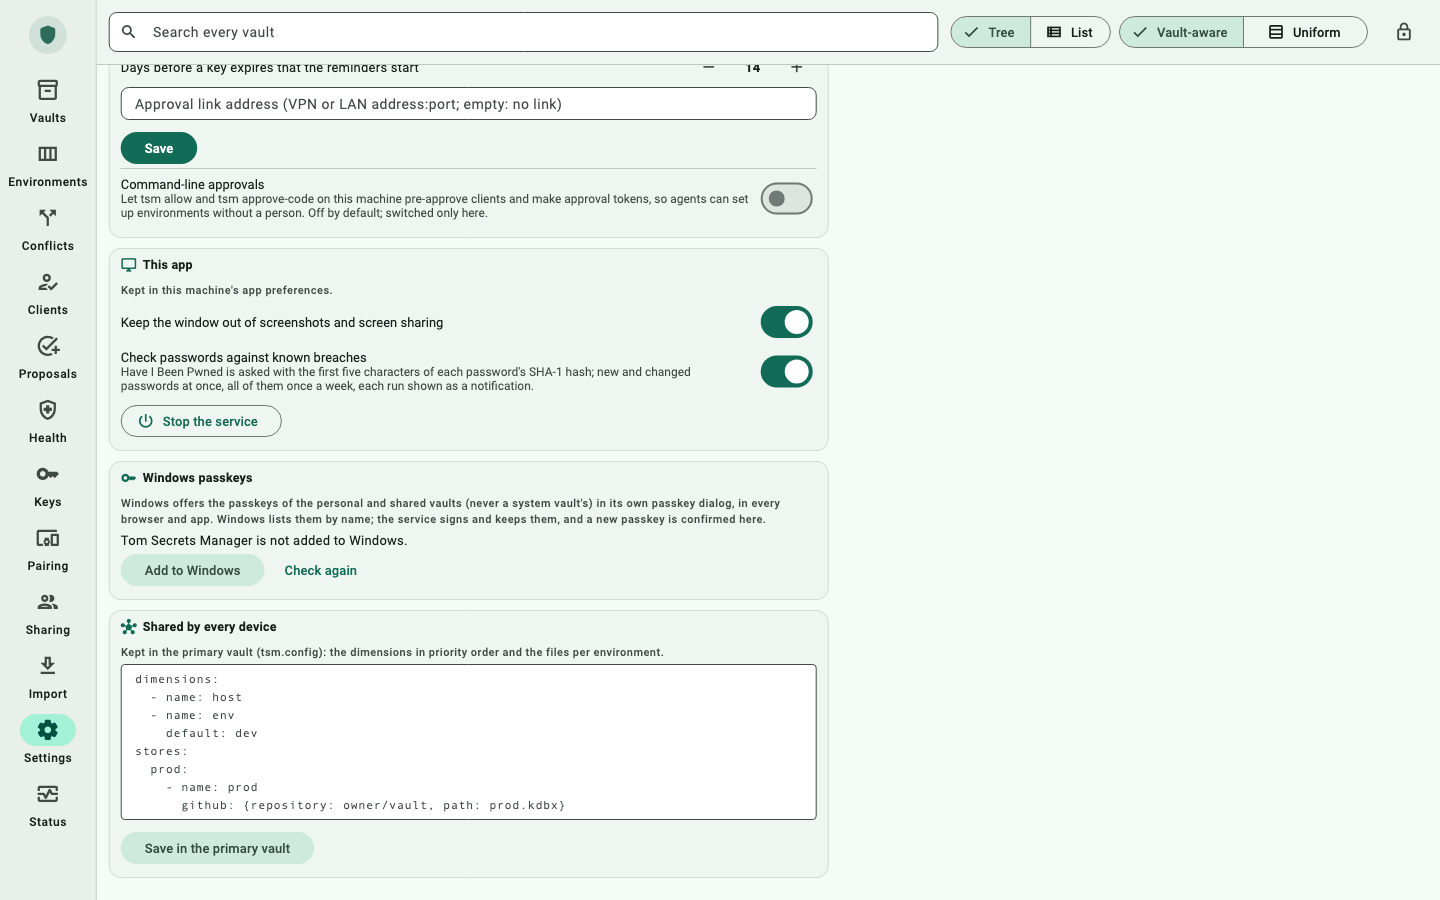 Search every vault
Tree
List
Vault-aware
Uniform
Vaults
Environments
Conflicts
Clients
Proposals
Health
Keys
Pairing
Sharing
Import
Settings
Status
Days before a key expires that the reminders start
14
Approval link address (VPN or LAN address:port; empty: no link)
Save
Command-line approvals
Let tsm allow and tsm approve-code on this machine pre-approve clients and make approval tokens, so agents can set
up environments without a person. Off by default; switched only here.
This app
Kept in this machine's app preferences.
Keep the window out of screenshots and screen sharing
Check passwords against known breaches
Have I Been Pwned is asked with the first five characters of each password's SHA-1 hash; new and changed
passwords at once, all of them once a week, each run shown as a notification.
Stop the service
Windows passkeys
Windows offers the passkeys of the personal and shared vaults (never a system vault's) in its own passkey dialog, in every
browser and app. Windows lists them by name; the service signs and keeps them, and a new passkey is confirmed here.
Tom Secrets Manager is not added to Windows.
Add to Windows
Check again
Shared by every device
Kept in the primary vault (tsm.config): the dimensions in priority order and the files per environment.
dimensions:
  - name: host
  - name: env
    default: dev
stores:
  prod:
    - name: prod
      github: {repository: owner/vault, path: prod.kdbx}
Save in the primary vault